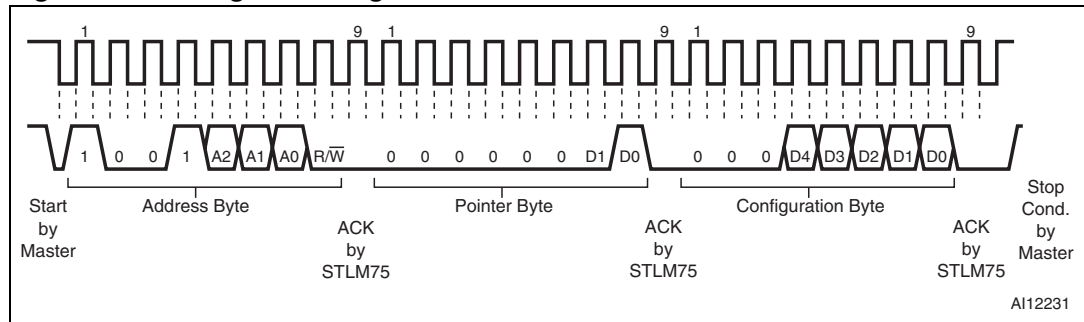 1 9 1 9 1 9
1 0 0 1 A2 A1 A0 R/W 0 0 0 0 0 0 D1 D0 0 0 0 D4 D3 D2 D1 D0
Start
by
Master
Address Byte
ACK
by
STLM75
Pointer Byte
ACK
by
STLM75
Configuration Byte
ACK
by
STLM75
Stop
Cond.
by
Master
AI12231